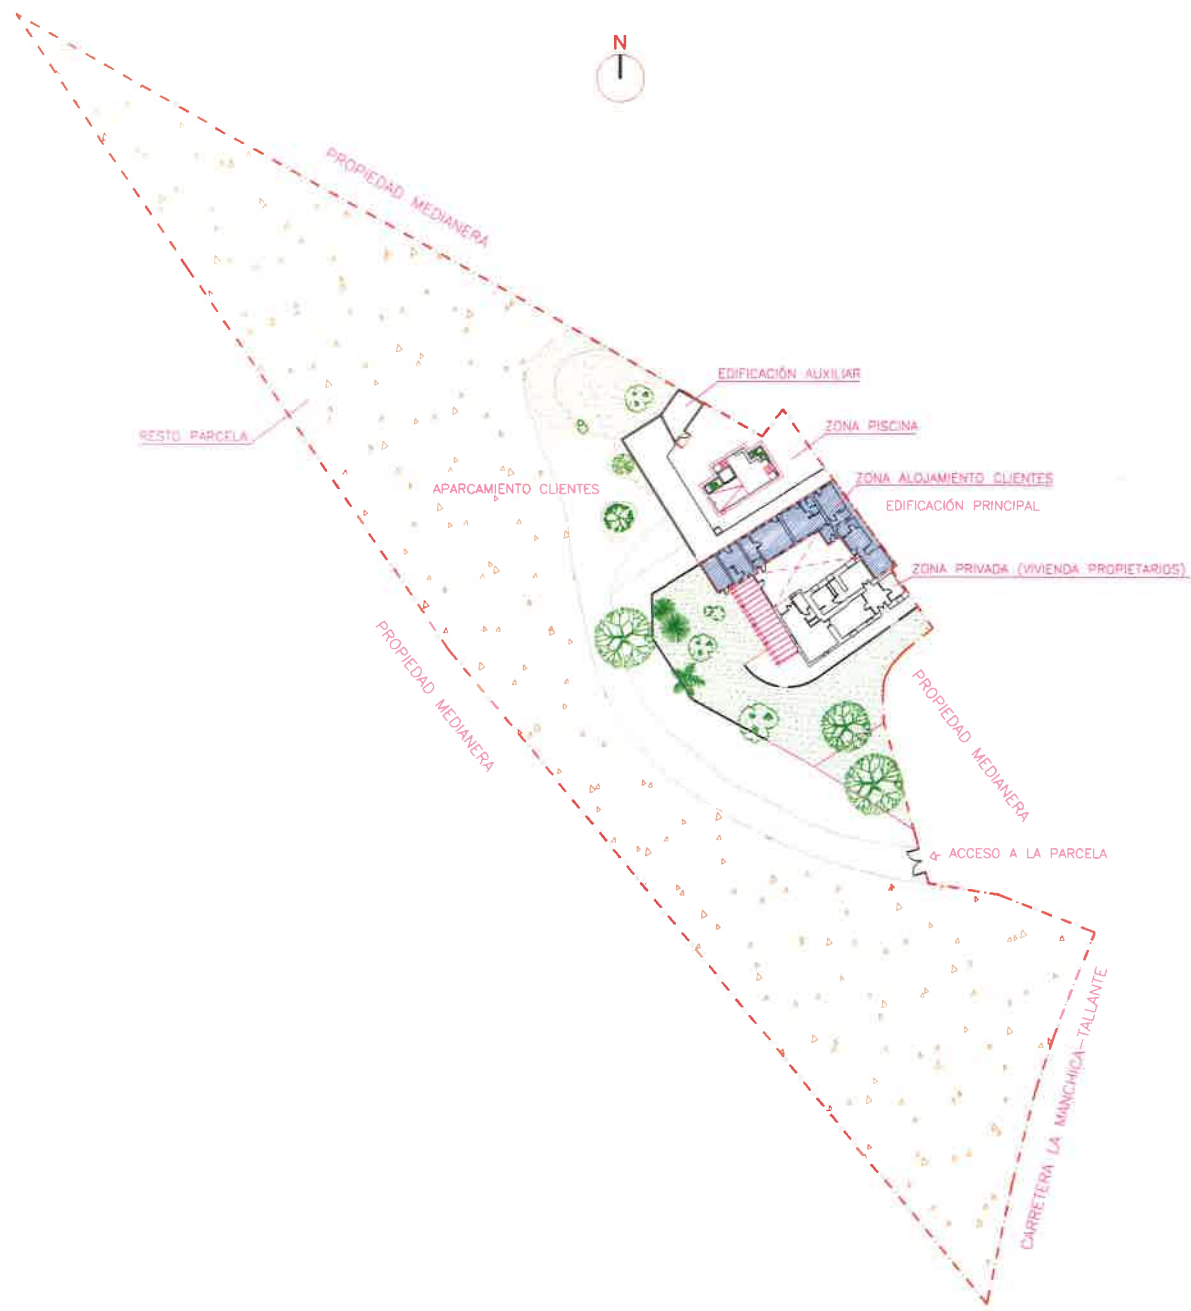 N
PROPIEDAD MEDIANERA
EDIFICACIÓN AUXILIAR
ZONA PISCINA
RESTO PARCELA
ZONA ALOJAMIENTO CLIENTES
APARCAMIENTO CLIENTES
EDIFICACIÓN PRINCIPAL
ZONA PRIVADA (VIVIENDA PROPIETARIOS)
PROPIEDAD MEDIANERA
PROPIEDAD MEDIANERA
ACCESO A LA PARCELA
CARRETERA LA MANCHICA-TALLANTE